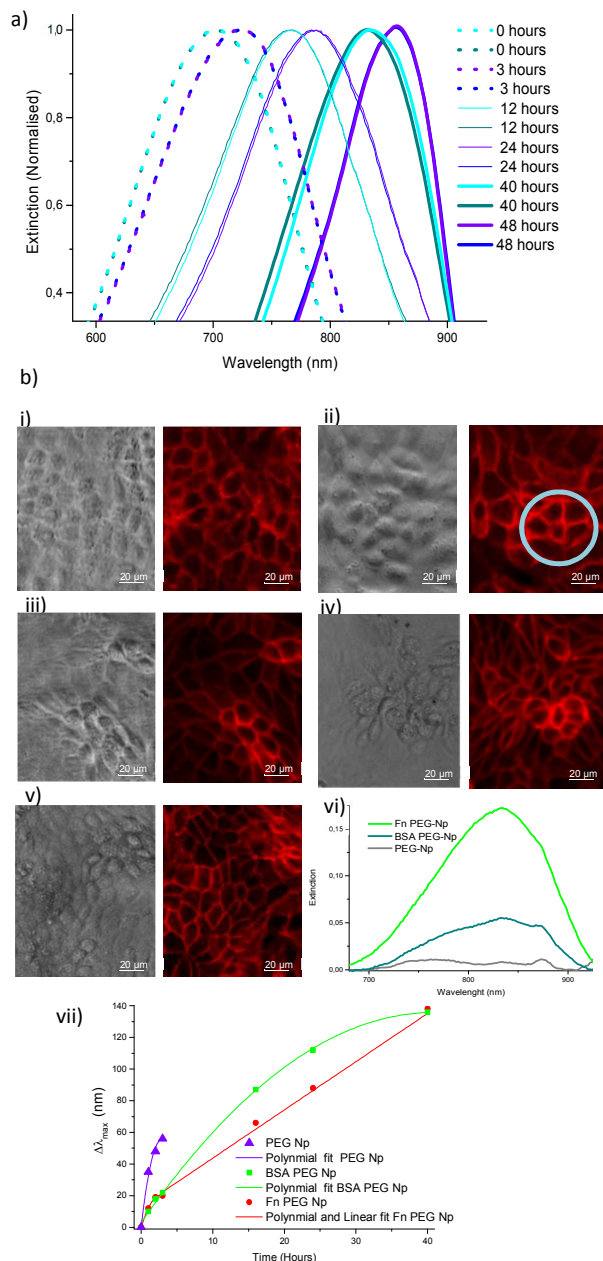 a)
1,0
0,8
0,6
0,4
Extinction (Normalised)
600
700
800
900
Wavelength (nm)
0 hours
0 hours
3 hours
3 hours
12 hours
12 hours
24 hours
24 hours
40 hours
40 hours
48 hours
48 hours
b)
i)
20 µm
20 µm
ii)
20 µm
20 µm
iii)
20 µm
20 µm
iv)
20 µm
20 µm
v)
20 µm
20 µm
vi)
Fn PEG-Np
BSA PEG-Np
PEG-Np
0,15
0,10
0,05
0,00
Extinction
700
800
900
Wavelenght (nm)
vii)
140
120
100
80
60
40
20
0
Δλmax (nm)
PEG Np
Polynmial fit PEG Np
BSA PEG Np
Polynmial fit BSA PEG Np
Fn PEG Np
Polynmial and Linear fit Fn PEG Np
0
10
20
30
40
Time (Hours)